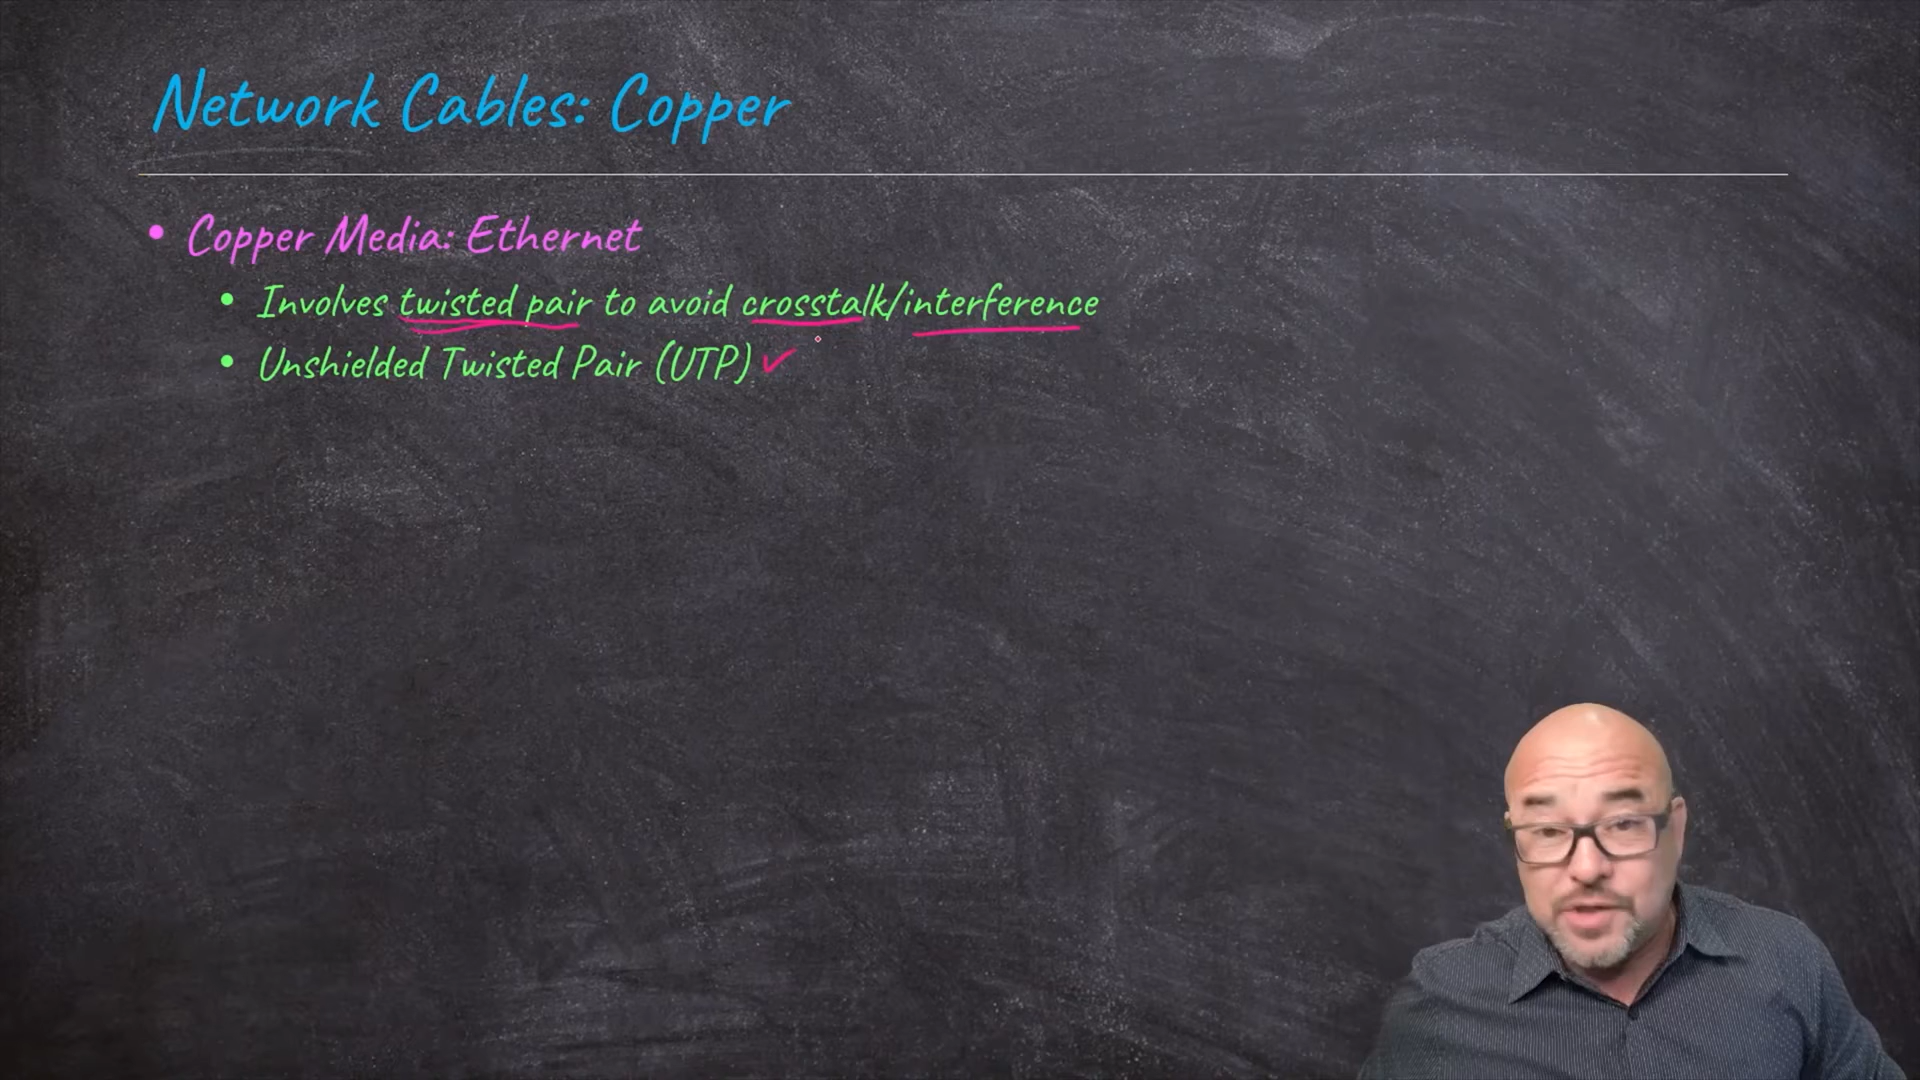 Network Cables: Copper
• Copper Media: Ethernet
• Involves twisted pair to avoid crosstalk/interference
• Unshielded Twisted Pair (UTP) ✓